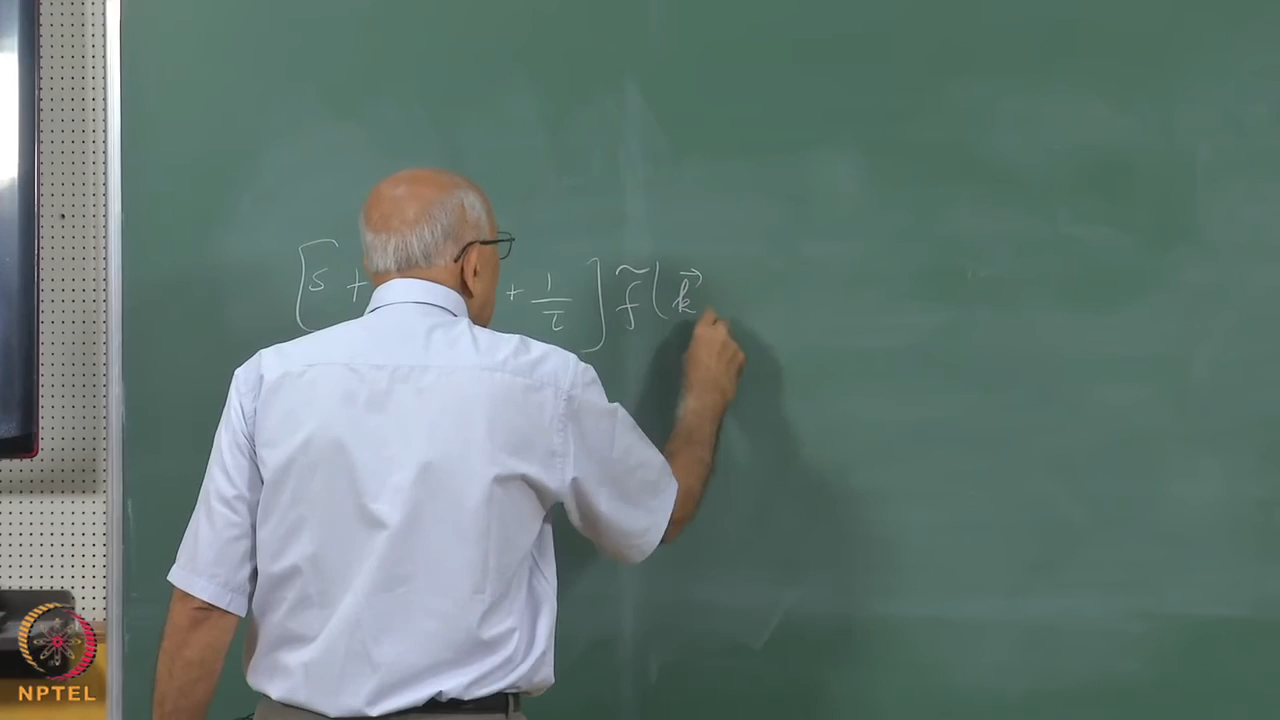 [s + + 1/τ] f̃(k⃗
NPTEL